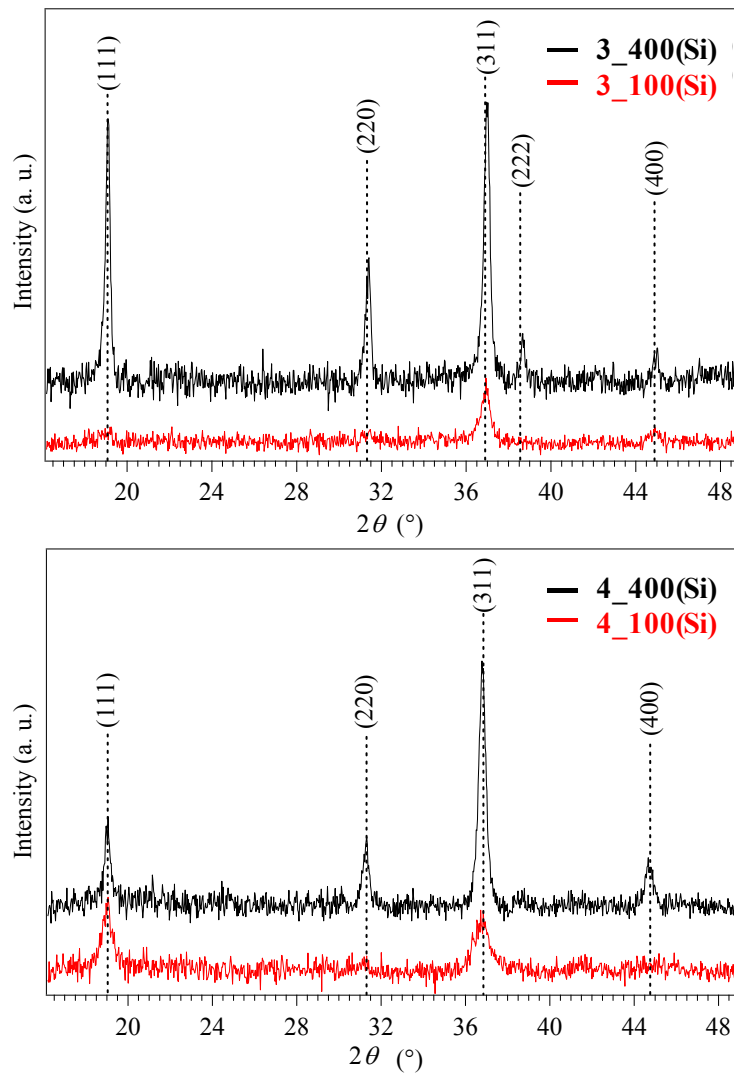 (111)
(220)
(311)
(222)
(400)
3_400(Si)
3_100(Si)
Intensity (a. u.)
20 24 28 32 36 40 44 48
2θ (°)
(111)
(220)
(311)
(400)
4_400(Si)
4_100(Si)
Intensity (a. u.)
20 24 28 32 36 40 44 48
2θ (°)